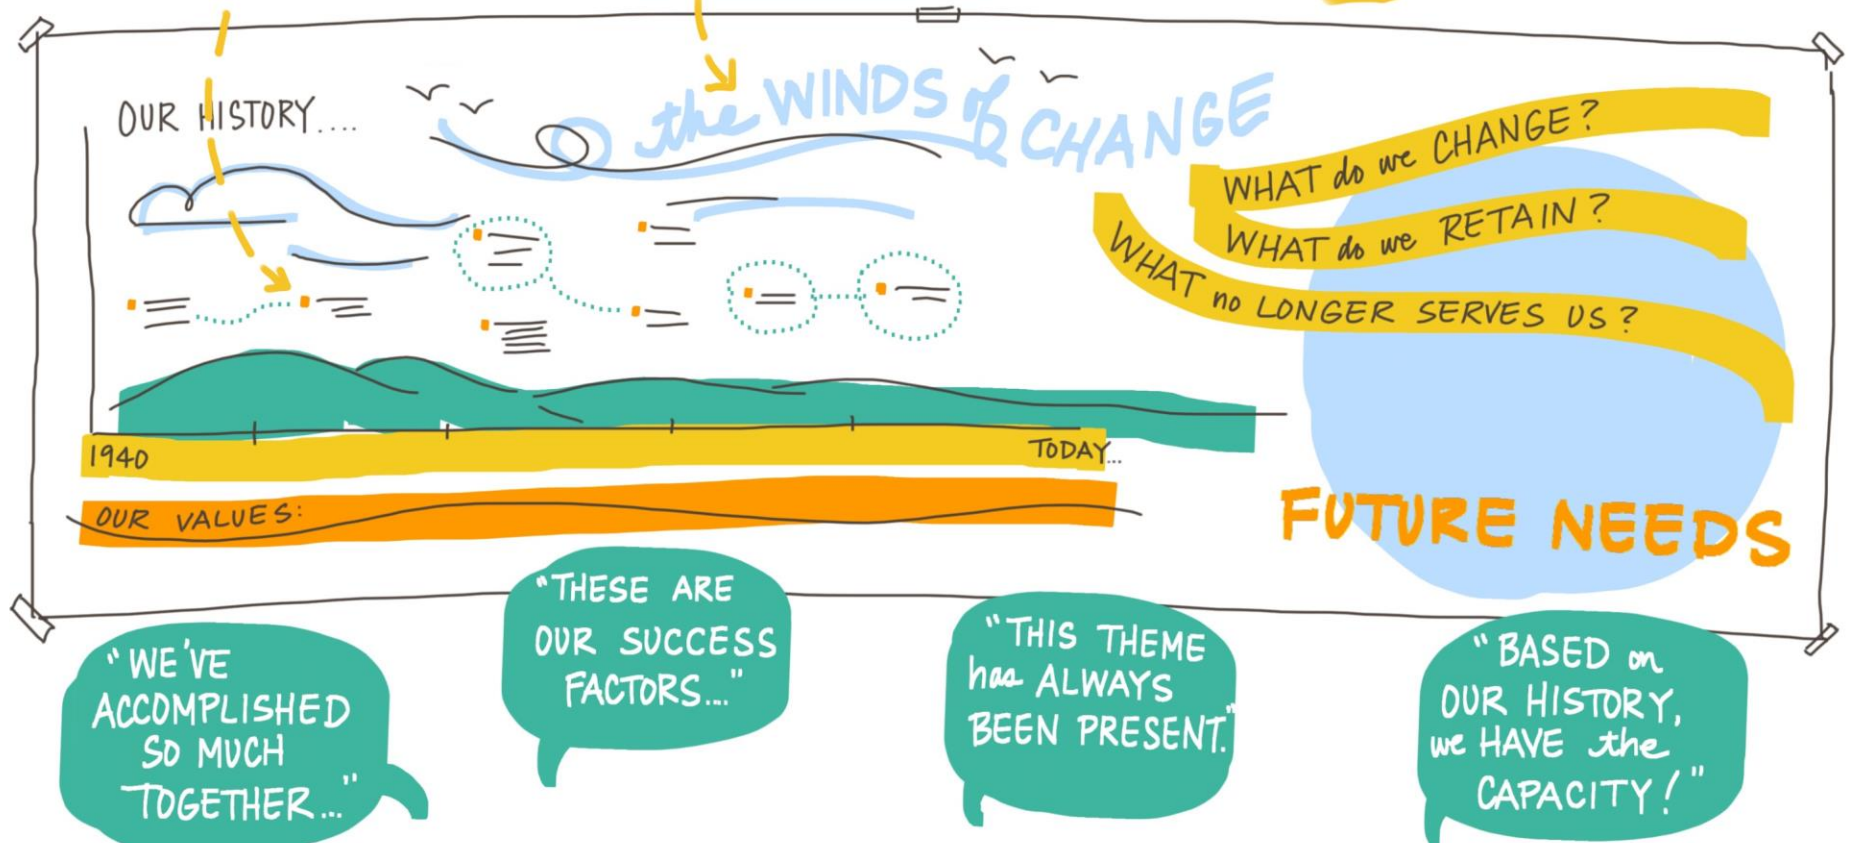 OUR HISTORY....
the WINDS of CHANGE
WHAT do we CHANGE?
WHAT do we RETAIN?
WHAT no LONGER SERVES US?
1940
TODAY...
OUR VALUES:
FUTURE NEEDS
"WE'VE
ACCOMPLISHED
SO MUCH
TOGETHER..."
"THESE ARE
OUR SUCCESS
FACTORS...."
"THIS THEME
has ALWAYS
BEEN PRESENT."
"BASED on
OUR HISTORY,
we HAVE the
CAPACITY!"